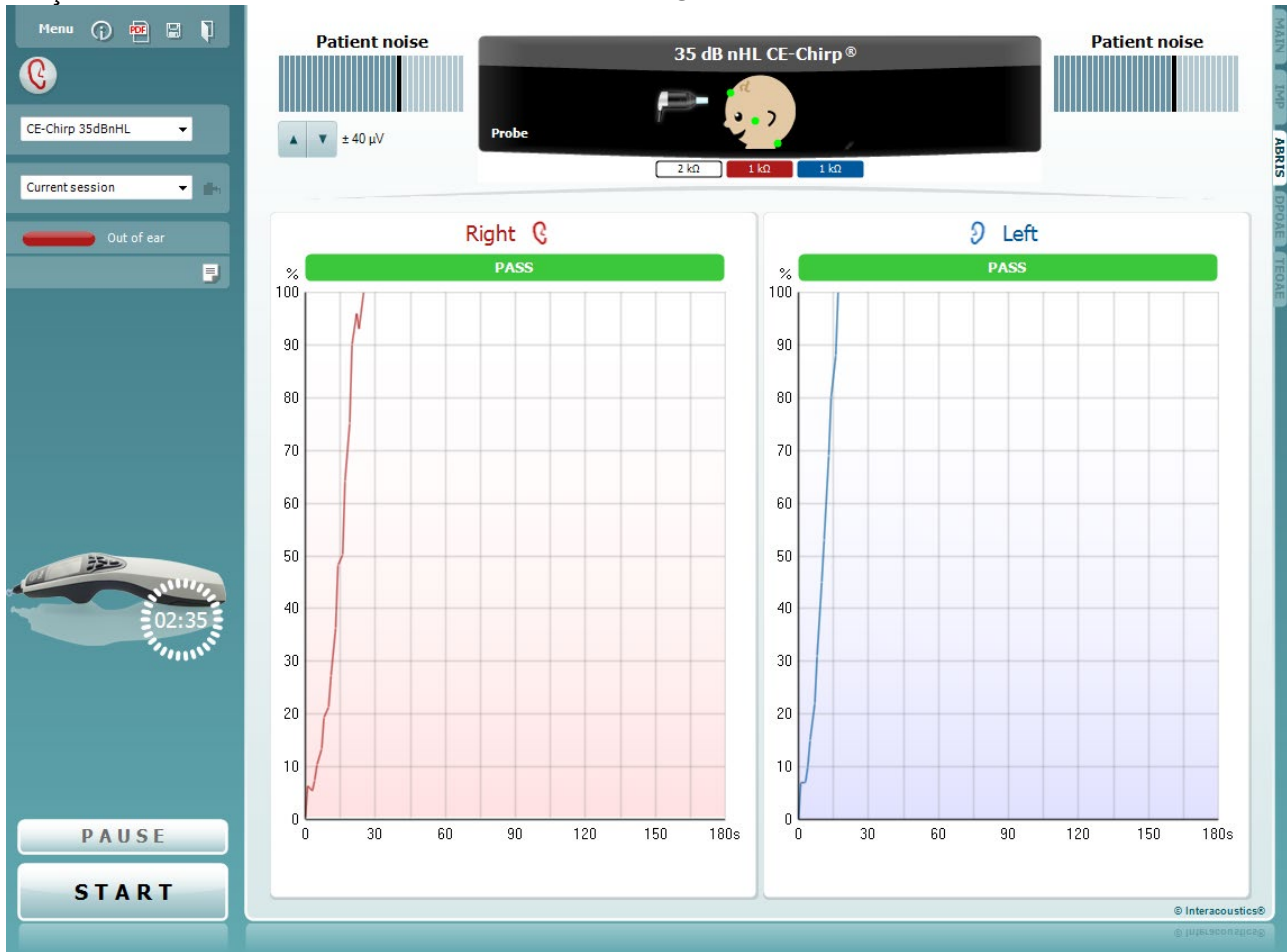 Menu
PDF
CE-Chirp 35dBnHL
Current session
Out of ear
02:35
PAUSE
START
Patient noise
± 40 µV
35 dB nHL CE-Chirp®
Probe
2 kΩ 1 kΩ 1 kΩ
Patient noise
Right
PASS
%
100
90
80
70
60
50
40
30
20
10
0
0 30 60 90 120 150 180s
Left
PASS
%
100
90
80
70
60
50
40
30
20
10
0
0 30 60 90 120 150 180s
MAIN
IMP
ABRIS
DPOAE
TEOAE
© Interacoustics®
© Interacoustics®